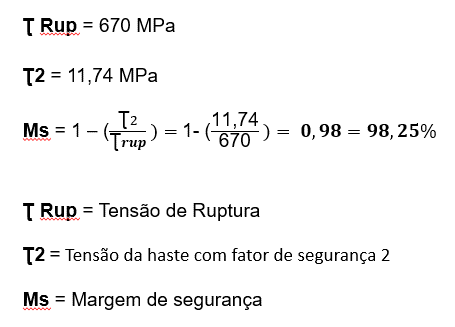 Ʈ Rup = 670 MPa
Ʈ2 = 11,74 MPa
Ms = 1 – (Ʈ2/Ʈrup) = 1- (11,74/670) = 0,98 = 98,25%
Ʈ Rup = Tensão de Ruptura
Ʈ2 = Tensão da haste com fator de segurança 2
Ms = Margem de segurança